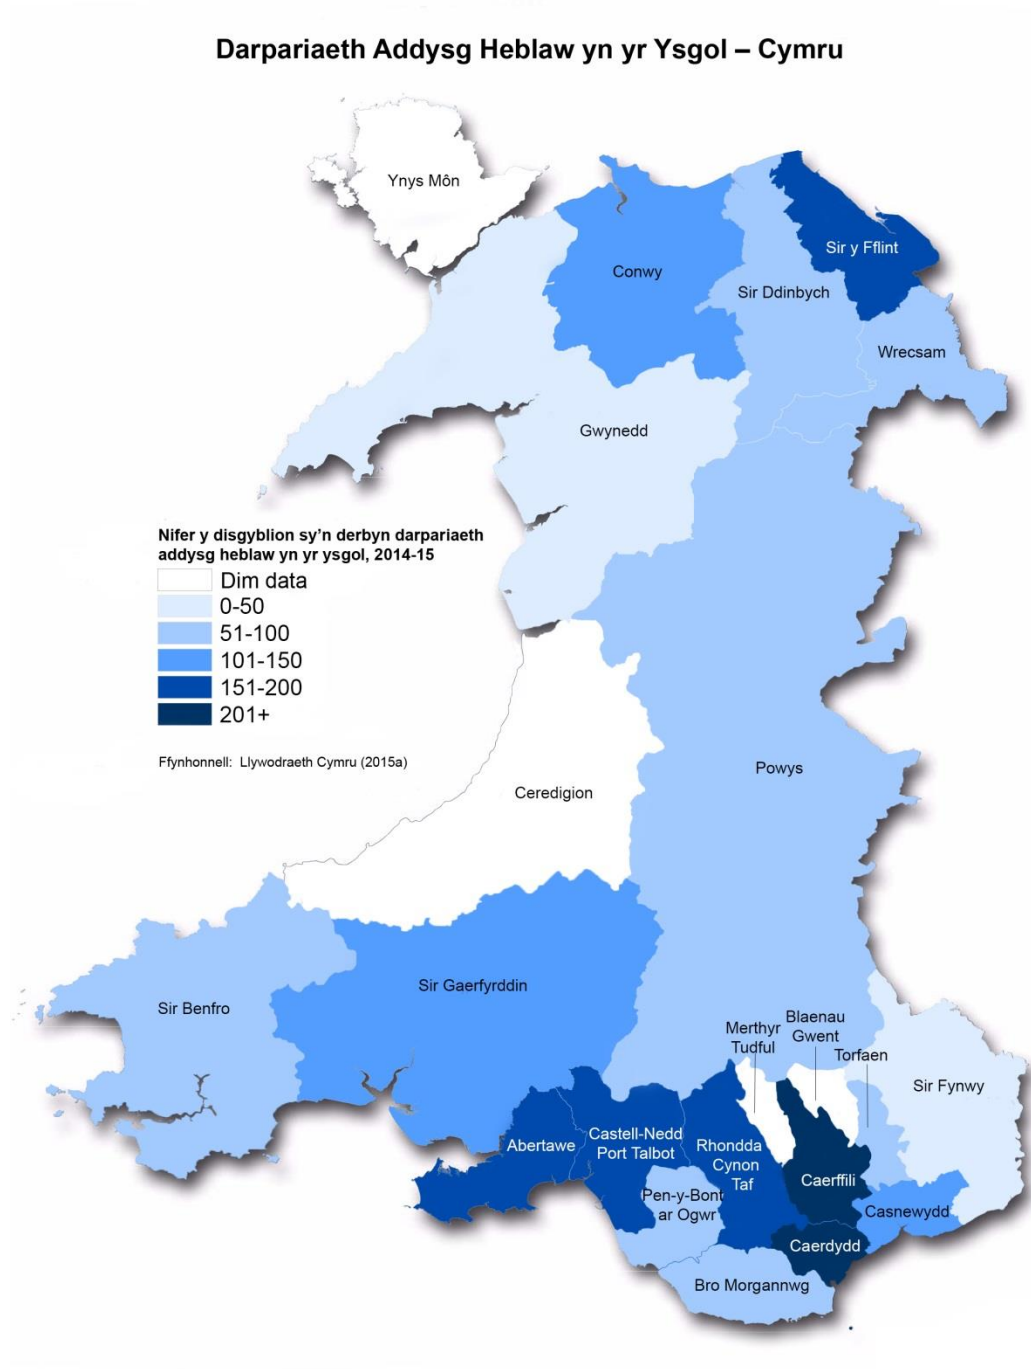 Darpariaeth Addysg Heblaw yn yr Ysgol – Cymru
Ynys Môn
Conwy
Sir y Fflint
Sir Ddinbych
Wrecsam
Gwynedd
Nifer y disgyblion sy'n derbyn darpariaeth
addysg heblaw yn yr ysgol, 2014-15
Dim data
0-50
51-100
101-150
151-200
201+
Ffynhonnell: Llywodraeth Cymru (2015a)
Powys
Ceredigion
Sir Gaerfyrddin
Sir Benfro
Merthyr
Tudful
Blaenau
Gwent
Torfaen
Sir Fynwy
Abertawe
Castell-Nedd
Port Talbot
Rhondda
Cynon
Taf
Caerffili
Pen-y-Bont
ar Ogwr
Casnewydd
Caerdydd
Bro Morgannwg